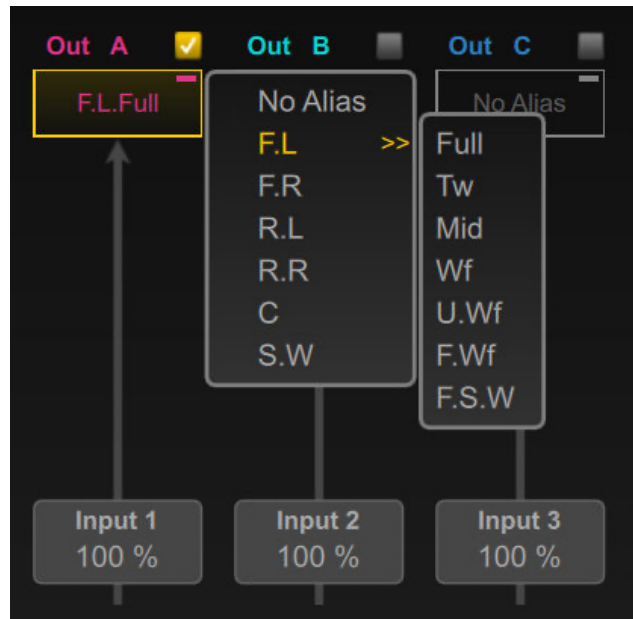 Out A
Out B
Out C
F.L.Full
No Alias
No Alias
F.L >>
F.R
R.L
R.R
C
S.W
Full
Tw
Mid
Wf
U.Wf
F.Wf
F.S.W
Input 1
100 %
Input 2
100 %
Input 3
100 %